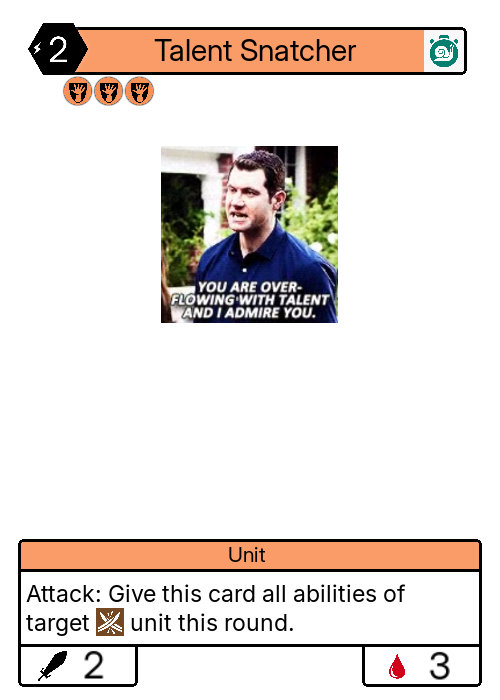 2
Talent Snatcher
YOU ARE OVER-
FLOWING WITH TALENT
AND I ADMIRE YOU.
Unit
Attack: Give this card all abilities of
target unit this round.
2
3